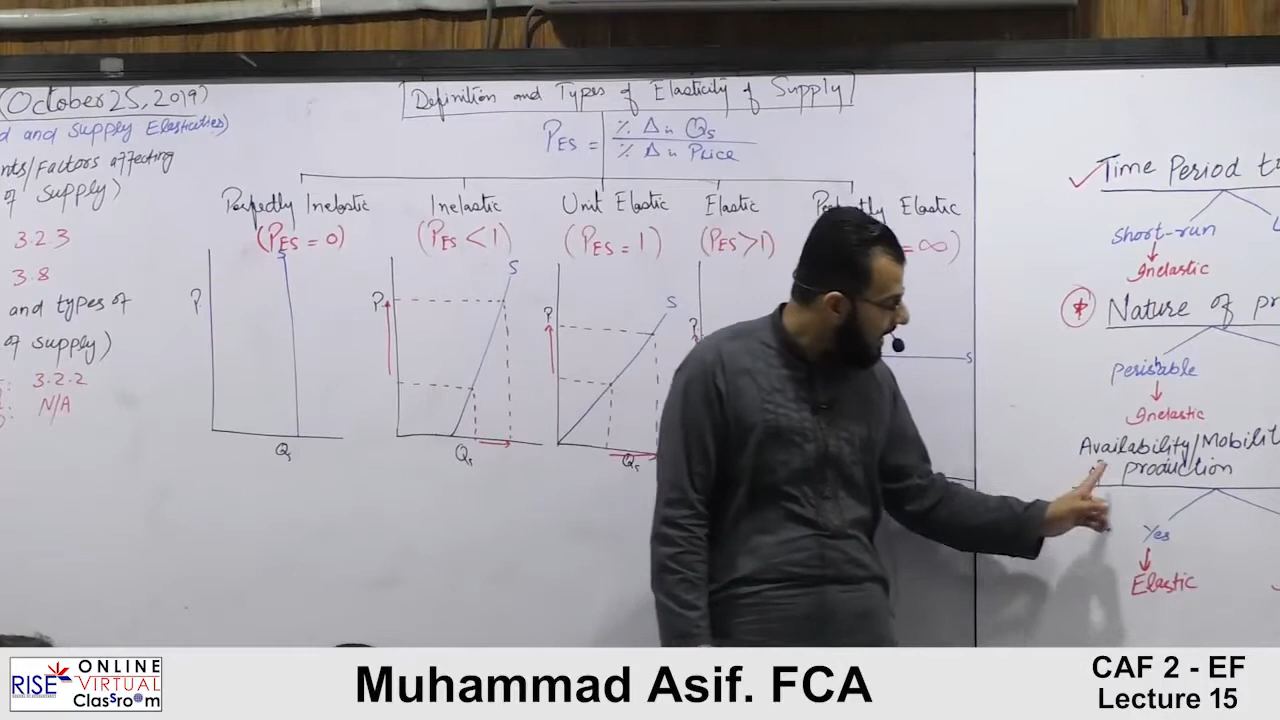 (October 25, 2019)
d and Supply Elasticities)
nts/Factors affecting
of Supply)
3.2.3
3.8
and types of
of supply)
3.2.2
N/A
Definition and Types of Elasticity of Supply
PES = % Δ in Qs
% Δ in Price
Perfectly Inelastic
(PES = 0)
S
P
Qs
Inelastic
(PES < 1)
S
P
Qs
Unit Elastic
(PES = 1)
S
P
Qs
Elastic
(PES > 1)
P
Elastic
= ∞)
S
Time Period
Short-run
Inelastic
Nature of pr
Perishable
Inelastic
Availability/Mobilit
production
Yes
Elastic
RISE
ONLINE
VIRTUAL
Classroom
Muhammad Asif. FCA
CAF 2 - EF
Lecture 15